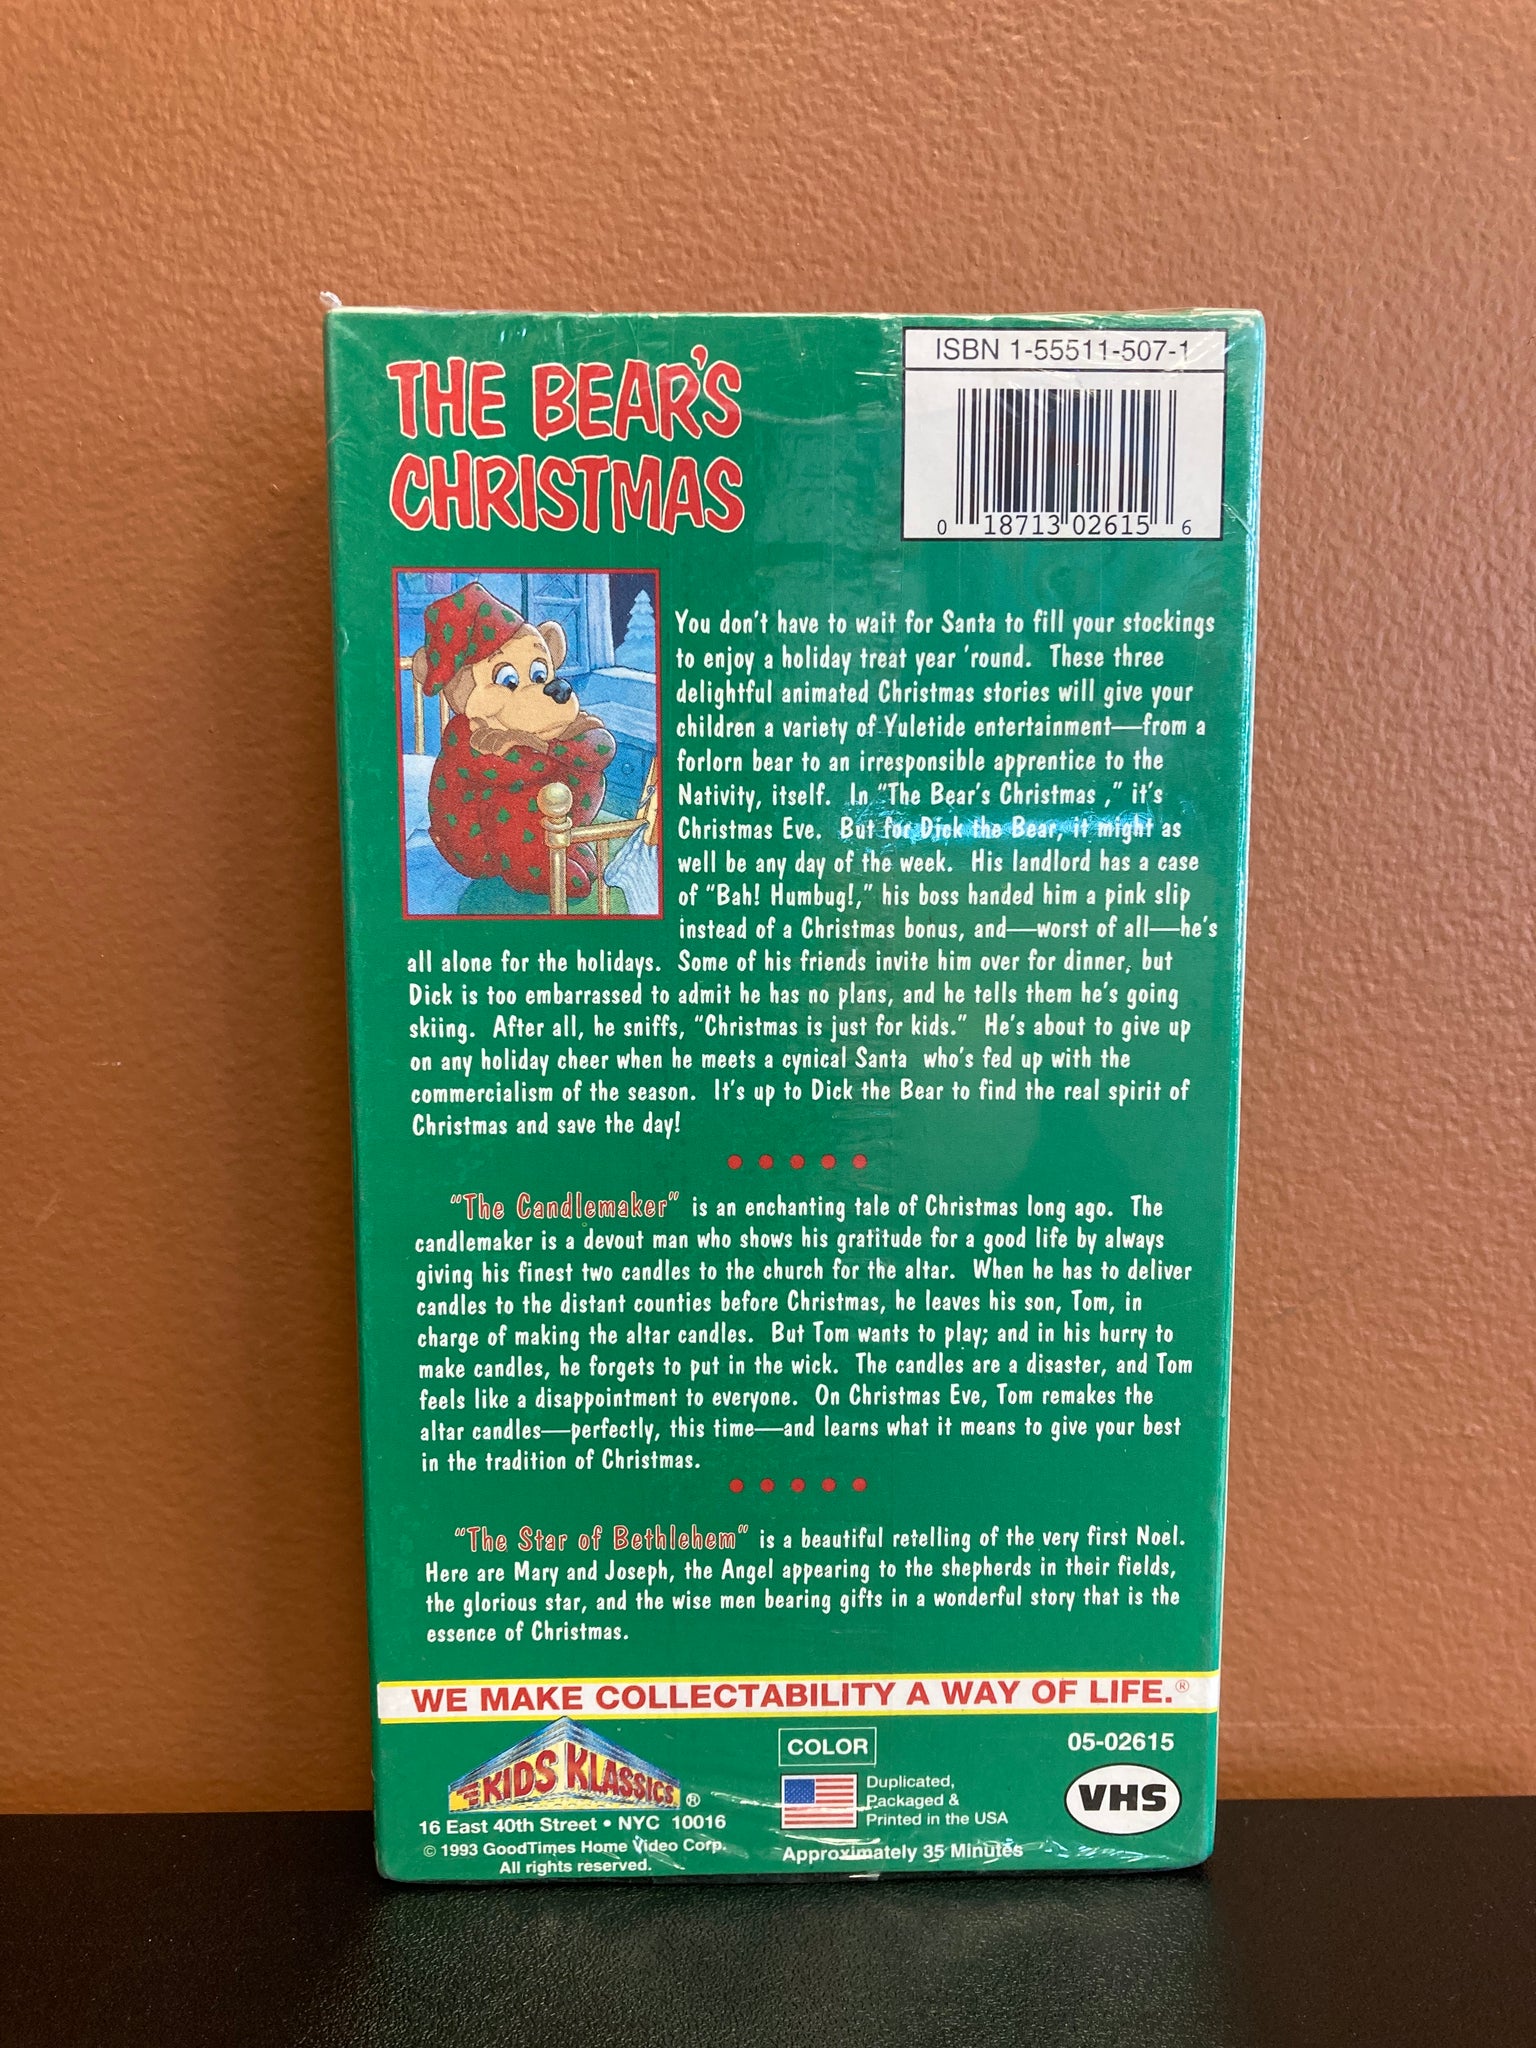 THE BEAR'S
CHRISTMAS
ISBN 1-55511-507-1
0 18713 02615 6
You don't have to wait for Santa to fill your stockings
to enjoy a holiday treat year 'round. These three
delightful animated Christmas stories will give your
children a variety of Yuletide entertainment—from a
forlorn bear to an irresponsible apprentice to the
Nativity, itself. In "The Bear's Christmas ," it's
Christmas Eve. But for Dick the Bear, it might as
well be any day of the week. His landlord has a case
of "Bah! Humbug!," his boss handed him a pink slip
instead of a Christmas bonus, and—worst of all—he's
all alone for the holidays. Some of his friends invite him over for dinner, but
Dick is too embarrassed to admit he has no plans, and he tells them he's going
skiing. After all, he sniffs, "Christmas is just for kids." He's about to give up
on any holiday cheer when he meets a cynical Santa who's fed up with the
commercialism of the season. It's up to Dick the Bear to find the real spirit of
Christmas and save the day!
"The Candlemaker" is an enchanting tale of Christmas long ago. The
candlemaker is a devout man who shows his gratitude for a good life by always
giving his finest two candles to the church for the altar. When he has to deliver
candles to the distant counties before Christmas, he leaves his son, Tom, in
charge of making the altar candles. But Tom wants to play; and in his hurry to
make candles, he forgets to put in the wick. The candles are a disaster, and Tom
feels like a disappointment to everyone. On Christmas Eve, Tom remakes the
altar candles—perfectly, this time—and learns what it means to give your best
in the tradition of Christmas.
"The Star of Bethlehem" is a beautiful retelling of the very first Noel.
Here are Mary and Joseph, the Angel appearing to the shepherds in their fields,
the glorious star, and the wise men bearing gifts in a wonderful story that is the
essence of Christmas.
WE MAKE COLLECTABILITY A WAY OF LIFE.®
KIDS KLASSICS ®
16 East 40th Street • NYC 10016
© 1993 GoodTimes Home Video Corp.
All rights reserved.
COLOR
Duplicated,
Packaged &
Printed in the USA
Approximately 35 Minutes
05-02615
VHS